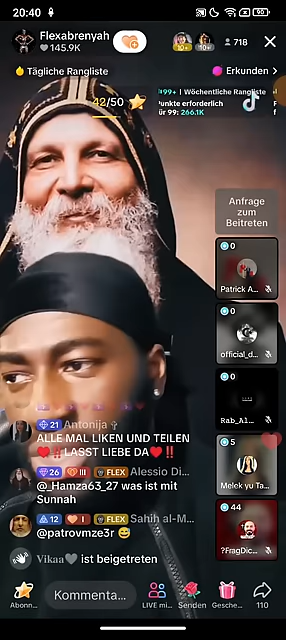 20:40
90
Flexabrenyah
145.9K
10+
10+
718
Tägliche Rangliste
Erkunden >
42/50
99+ | Wöchentliche Rangliste
Punkte erforderlich
ür 99: 266.1K
Anfrage
zum
Beitreten
0
Patrick A...
0
official_d...
0
Rab_Al...
5
Melek yu Ta...
44
?FragDic...
21 Antonija ✞
ALLE MAL LIKEN UND TEILEN
❤️‼️LASST LIEBE DA❤️‼️
26 III FLEX Alessio Di...
@_Hamza63_27 was ist mit
Sunnah
12 I FLEX Sahih al-M...
@patrovmze3r 😅
Vikaa🩶 ist beigetreten
Abonn...
Kommenta...
LIVE mi...
Senden
Gesche...
110